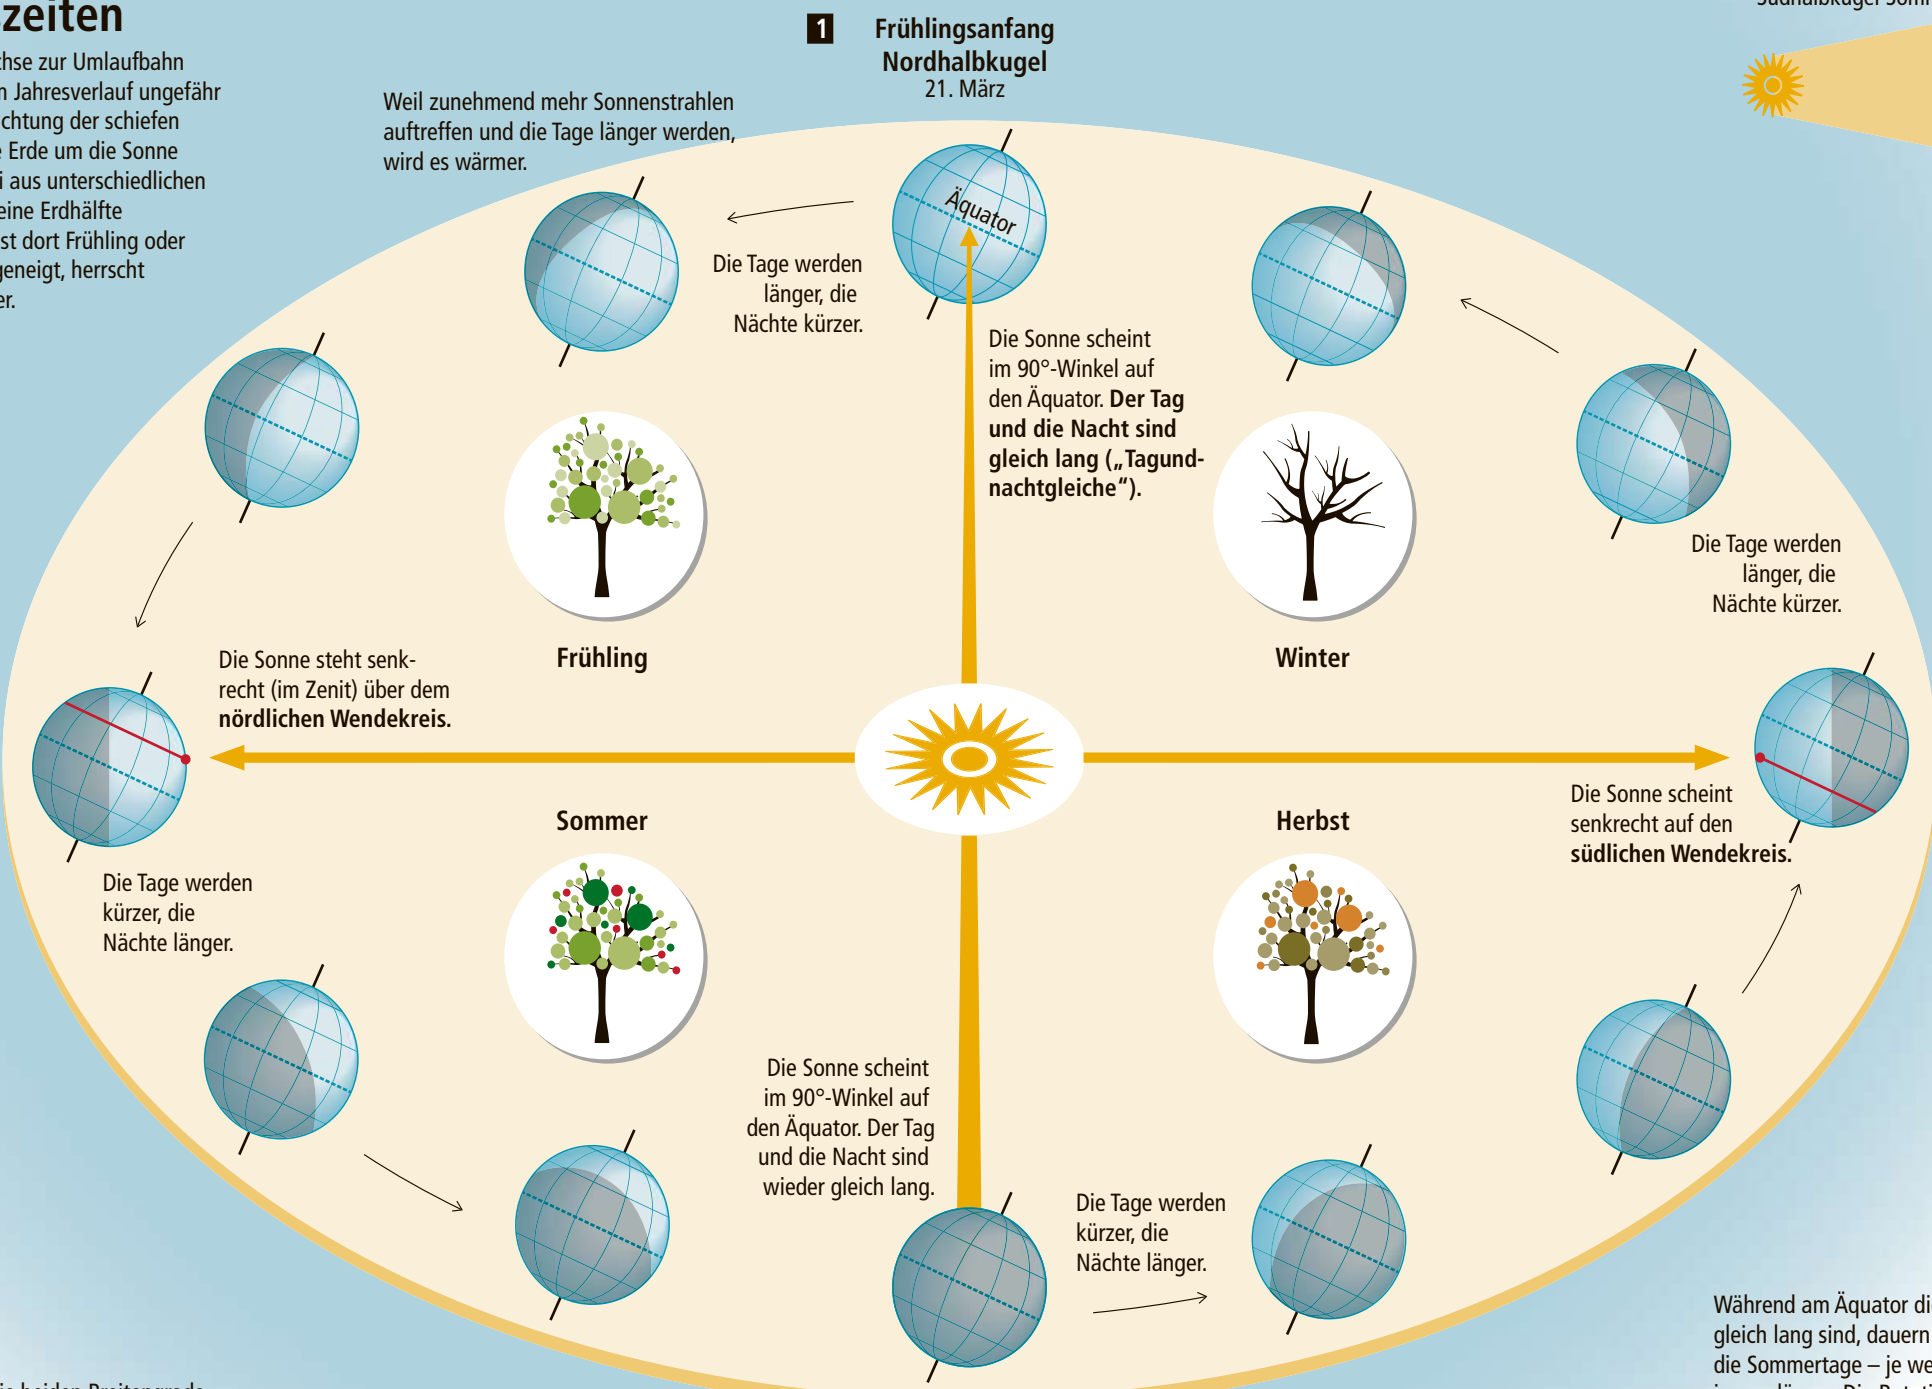 zeiten
zur Umlaufbahn
Jahresverlauf ungefähr
der schiefen
Erde um die Sonne
aus unterschiedlichen
eine Erdhälfte
dort Frühling oder
geneigt, herrscht
1
Frühlingsanfang
Nordhalbkugel
21. März
Weil zunehmend mehr Sonnenstrahlen
auftreffen und die Tage länger werden,
wird es wärmer.
Äquator
Die Tage werden
länger, die
Nächte kürzer.
Die Sonne scheint
im 90°-Winkel auf
den Äquator. Der Tag
und die Nacht sind
gleich lang („Tagund-
nachtgleiche“).
Die Tage werden
länger, die
Nächte kürzer.
Die Sonne steht senk-
recht (im Zenit) über dem
nördlichen Wendekreis.
Frühling
Winter
Sommer
Herbst
Die Sonne scheint
senkrecht auf den
südlichen Wendekreis.
Die Tage werden
kürzer, die
Nächte länger.
Die Sonne scheint
im 90°-Winkel auf
den Äquator. Der Tag
und die Nacht sind
wieder gleich lang.
Die Tage werden
kürzer, die
Nächte länger.
Während am Äquator
gleich lang sind, dauern
die Sommertage – je
beiden Breitengrade